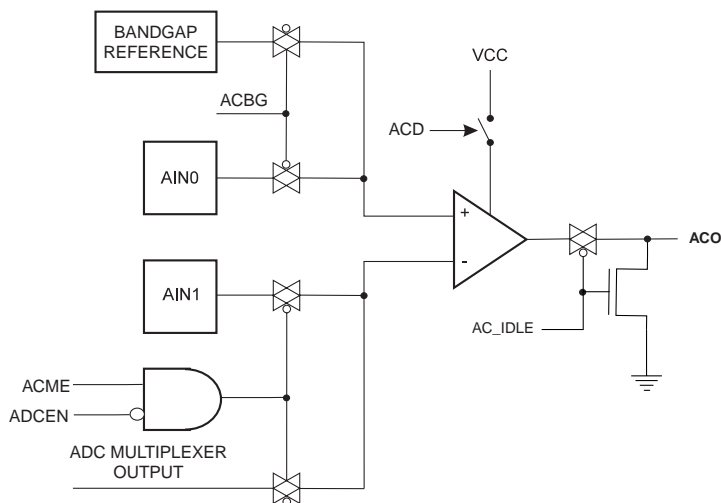 BANDGAP
REFERENCE
VCC
ACBG
ACD
AIN0
+
-
ACO
AIN1
AC_IDLE
ACME
ADCEN
ADC MULTIPLEXER
OUTPUT